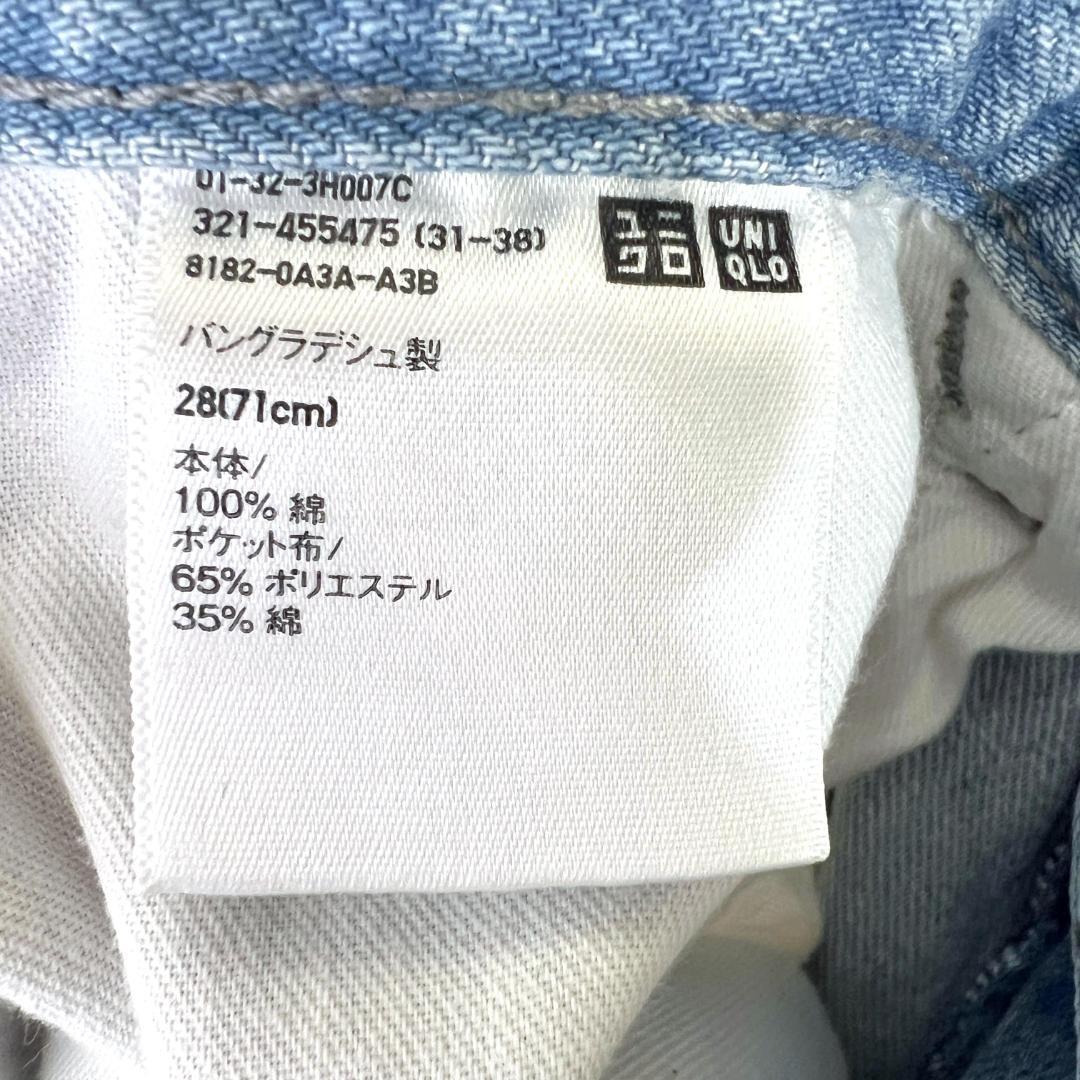 01-32-3H007C
321-455475 (31-38)
8182-0A3A-A3B
ユニ
クロ
UNI
QLO
バングラデシュ製
28(71cm)
本体/
100% 綿
ポケット布/
65% ポリエステル
35% 綿